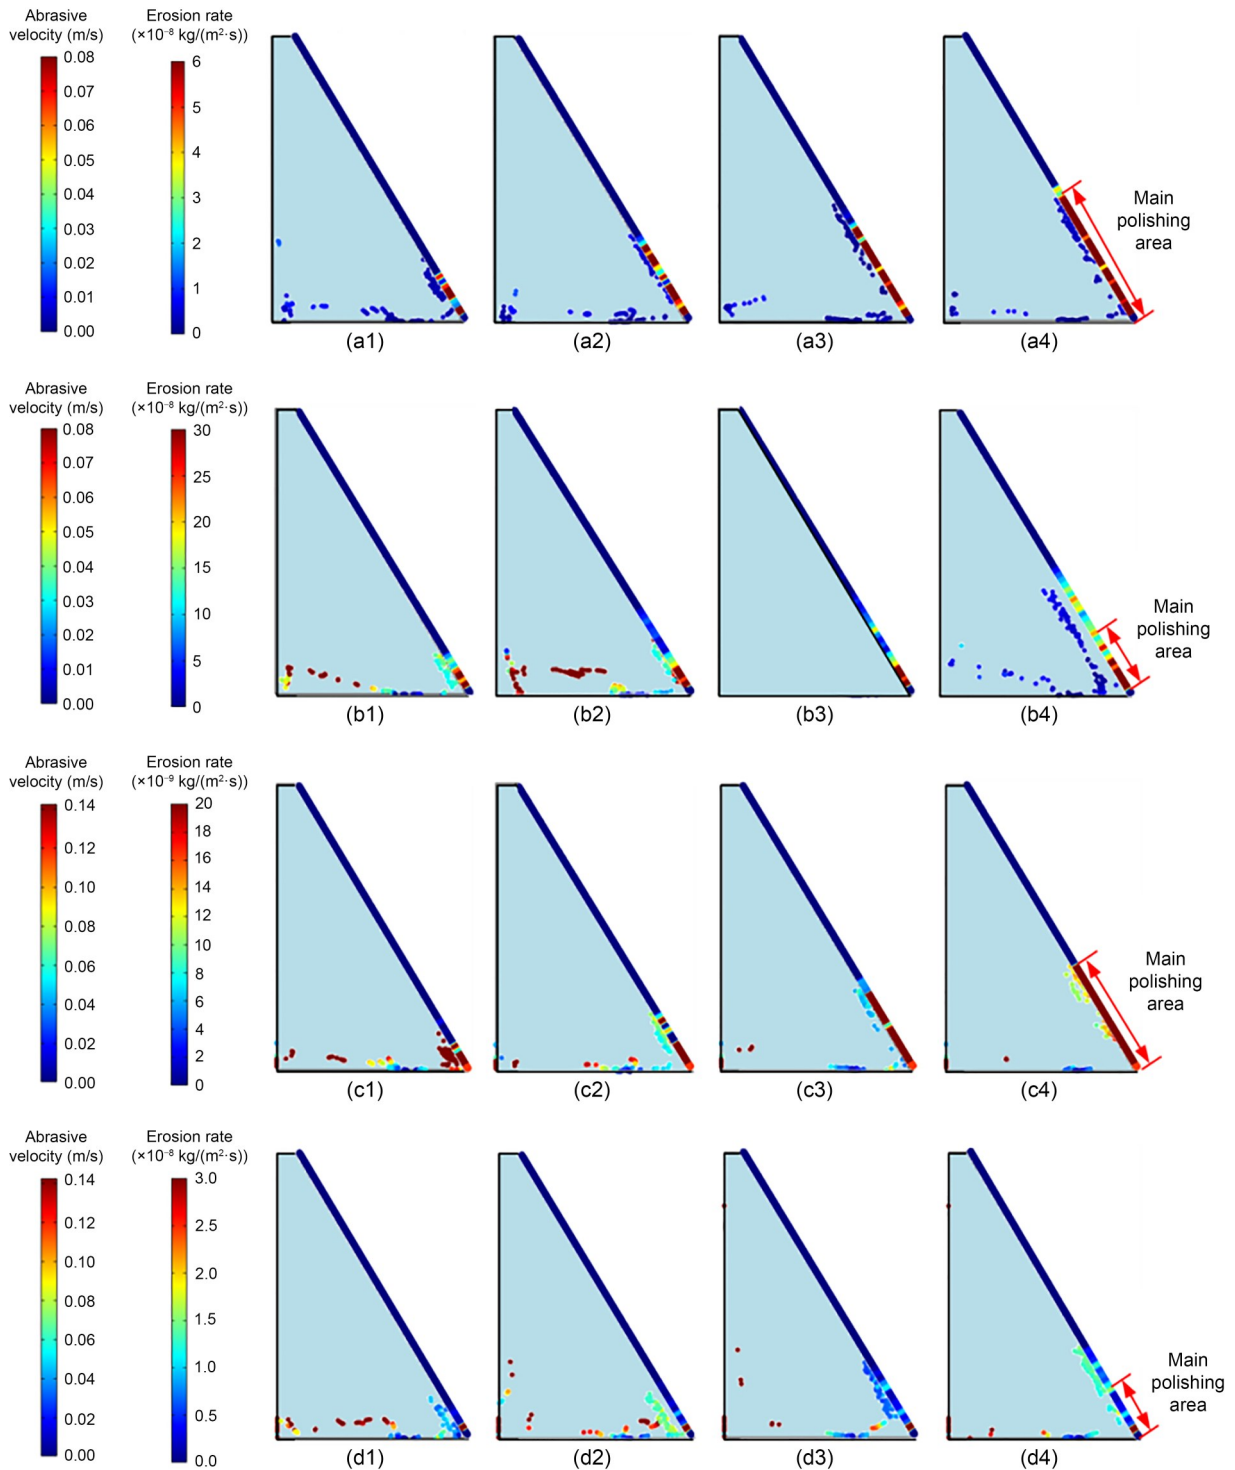 Abrasive Erosion rate
velocity (m/s) (×10⁻⁸ kg/(m²·s))
0.08 6
0.07 5
0.06
0.05 4
0.04 3
0.03 2
0.02
0.01 1
0.00 0
Main
polishing
area
(a1) (a2) (a3) (a4)
Abrasive Erosion rate
velocity (m/s) (×10⁻⁸ kg/(m²·s))
0.08 30
0.07 25
0.06
0.05 20
0.04 15
0.03 10
0.02
0.01 5
0.00 0
Main
polishing
area
(b1) (b2) (b3) (b4)
Abrasive Erosion rate
velocity (m/s) (×10⁻⁹ kg/(m²·s))
0.14 20
18
0.12 16
0.10 14
12
0.08 10
0.06 8
0.04 6
4
0.02 2
0.00 0
Main
polishing
area
(c1) (c2) (c3) (c4)
Abrasive Erosion rate
velocity (m/s) (×10⁻⁸ kg/(m²·s))
0.14 3.0
0.12 2.5
0.10 2.0
0.08 1.5
0.06
0.04 1.0
0.02 0.5
0.00 0.0
Main
polishing
area
(d1) (d2) (d3) (d4)